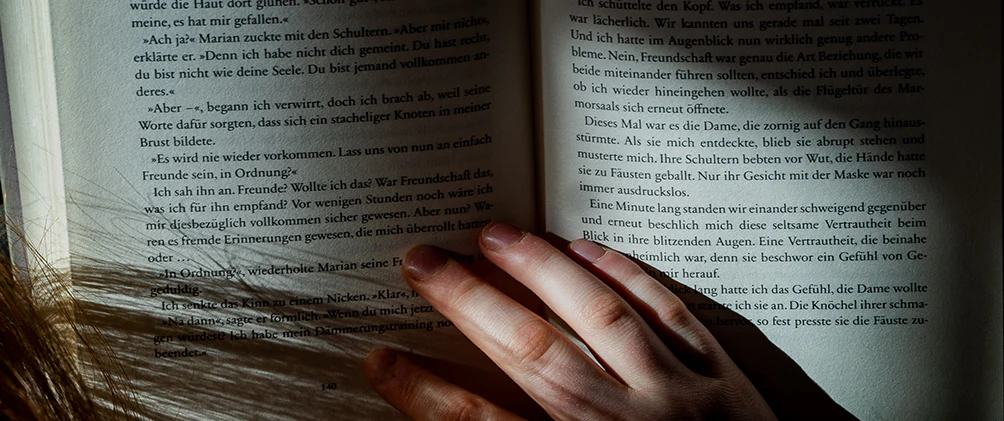 würde die Haut dort glühen. »Schon gut
meine, es hat mir gefallen.«
»Ach ja?« Marian zuckte mit den Schultern. »Aber mir nicht«,
erklärte er. »Denn ich habe nicht dich gemeint. Du hast recht,
du bist nicht wie deine Seele. Du bist jemand vollkommen an-
deres.«
»Aber –«, begann ich verwirrt, doch ich brach ab, weil seine
Worte dafür sorgten, dass sich ein stacheliger Knoten in meiner
Brust bildete.
»Es wird nie wieder vorkommen. Lass uns von nun an einfach
Freunde sein, in Ordnung?«
Ich sah ihn an. Freunde? Wollte ich das? War Freundschaft das,
was ich für ihn empfand? Vor wenigen Stunden noch wäre ich
mir diesbezüglich vollkommen sicher gewesen. Aber nun? Wa-
ren es fremde Erinnerungen gewesen, die mich überrollt hatten
oder …
»In Ordnung?«, wiederholte Marian seine
geduldig.
Ich senkte das Kinn zu einem Nicken. »Klar«,
»Na dann«, sagte er förmlich. »Wenn du mich jetzt
gen würdest? Ich habe mein Dämmerungstraining no
beendet.«
140
ich schüttelte den Kopf. Was ich empfand, war verrückt. Es
war lächerlich. Wir kannten uns gerade mal seit zwei Tagen.
Und ich hatte im Augenblick nun wirklich genug andere Pro-
bleme. Nein, Freundschaft war genau die Art Beziehung, die wir
beide miteinander führen sollten, entschied ich und überlegte,
ob ich wieder hineingehen wollte, als die Flügeltür des Mar-
morsaals sich erneut öffnete.
Dieses Mal war es die Dame, die zornig auf den Gang hinaus-
stürmte. Als sie mich entdeckte, blieb sie abrupt stehen und
musterte mich. Ihre Schultern bebten vor Wut, die Hände hatte
sie zu Fäusten geballt. Nur ihr Gesicht mit der Maske war noch
immer ausdruckslos.
Eine Minute lang standen wir einander schweigend gegenüber
und erneut beschlich mich diese seltsame Vertrautheit beim
Blick in ihre blitzenden Augen. Eine Vertrautheit, die beinahe
nheimlich war, denn sie beschwor ein Gefühl von Ge-
mir herauf.
lang hatte ich das Gefühl, die Dame wollte
ich sie an. Die Knöchel ihrer schma-
hervor, so fest presste sie die Fäuste zu-